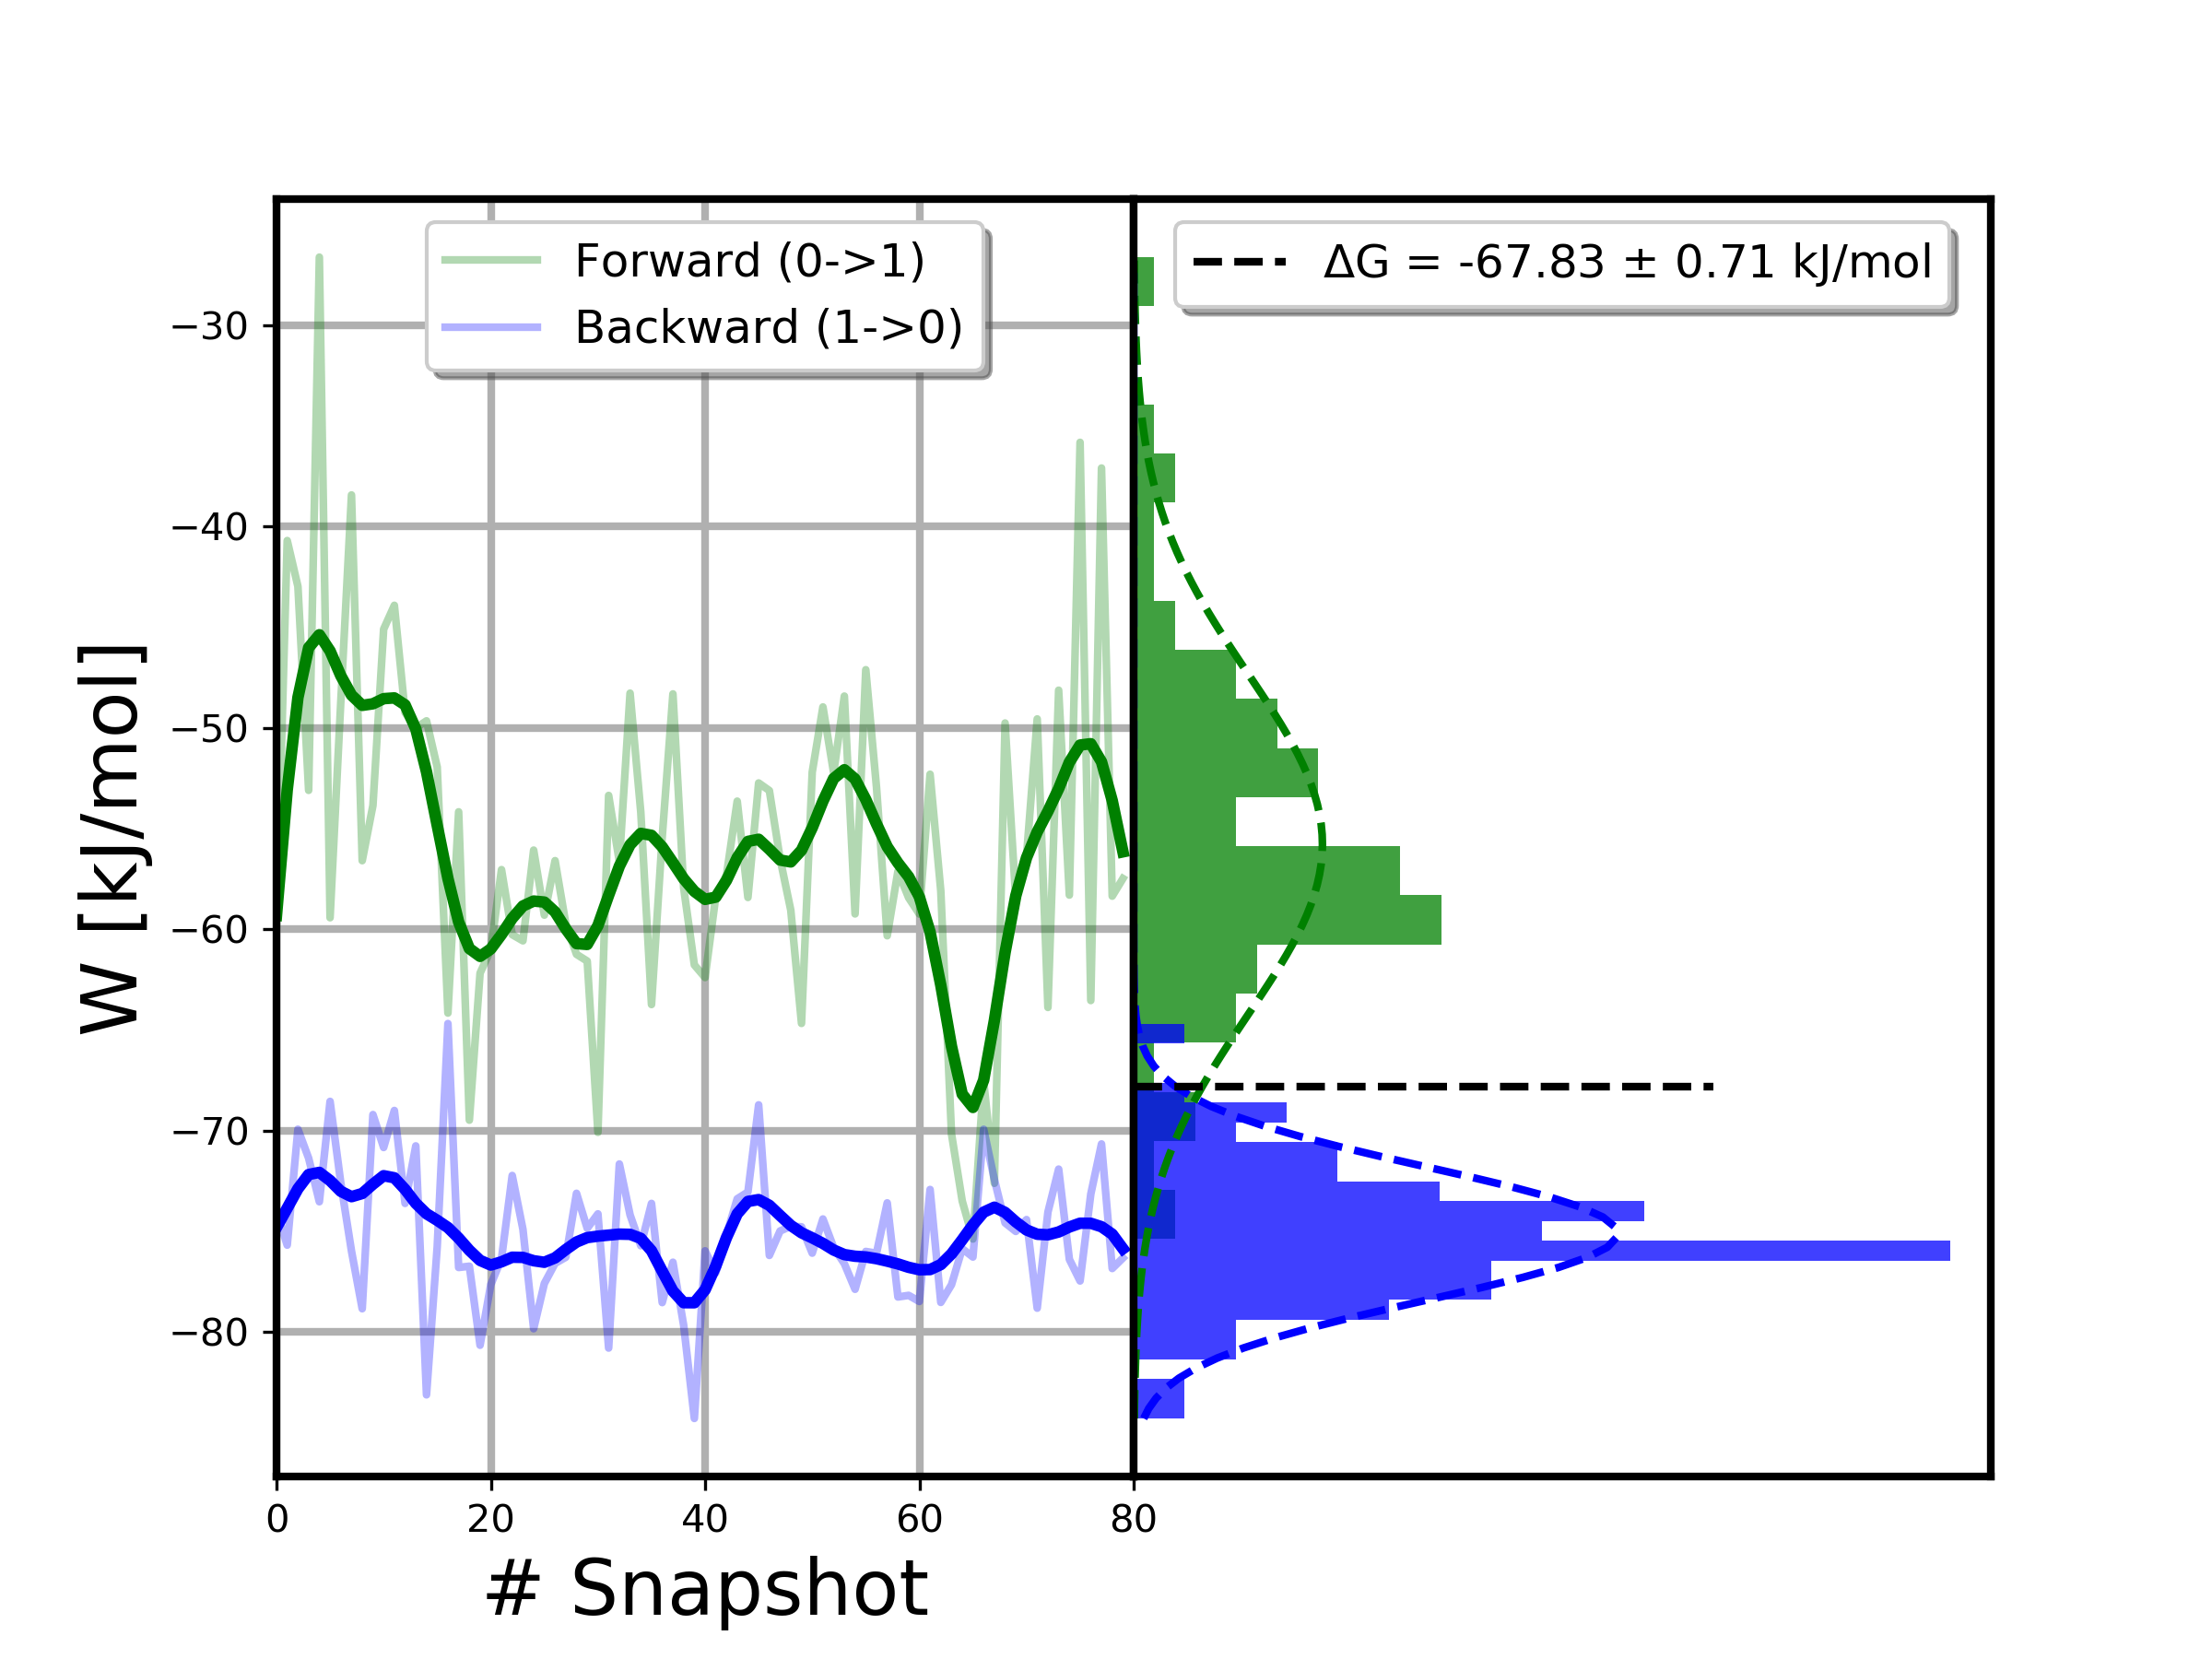 Forward (0->1)
Backward (1->0)
ΔG = -67.83 ± 0.71 kJ/mol
−30
−40
−50
−60
−70
−80
W [kJ/mol]
0 20 40 60 80
# Snapshot